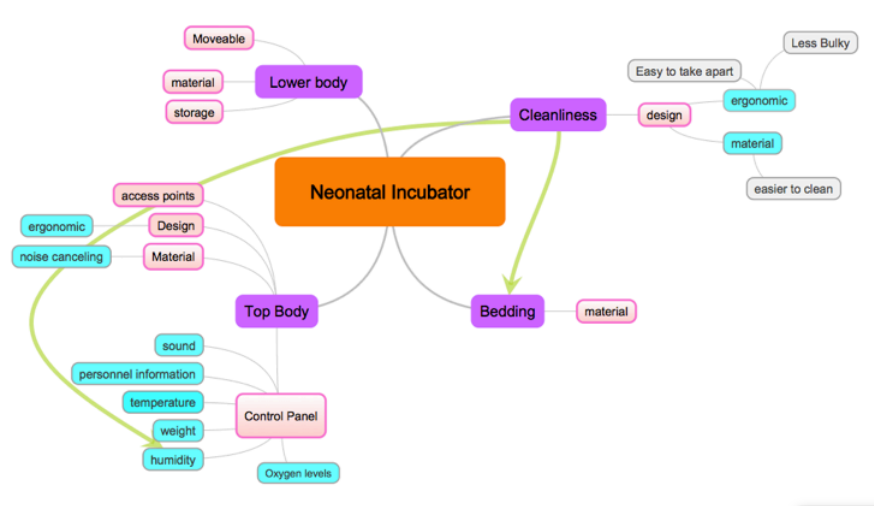 Moveable
Less Bulky
Easy to take apart
material
Lower body
ergonomic
storage
Cleanliness
design
material
Neonatal Incubator
easier to clean
access points
ergonomic
Design
noise canceling
Material
Top Body
Bedding
material
sound
personnel information
temperature
Control Panel
weight
humidity
Oxygen levels